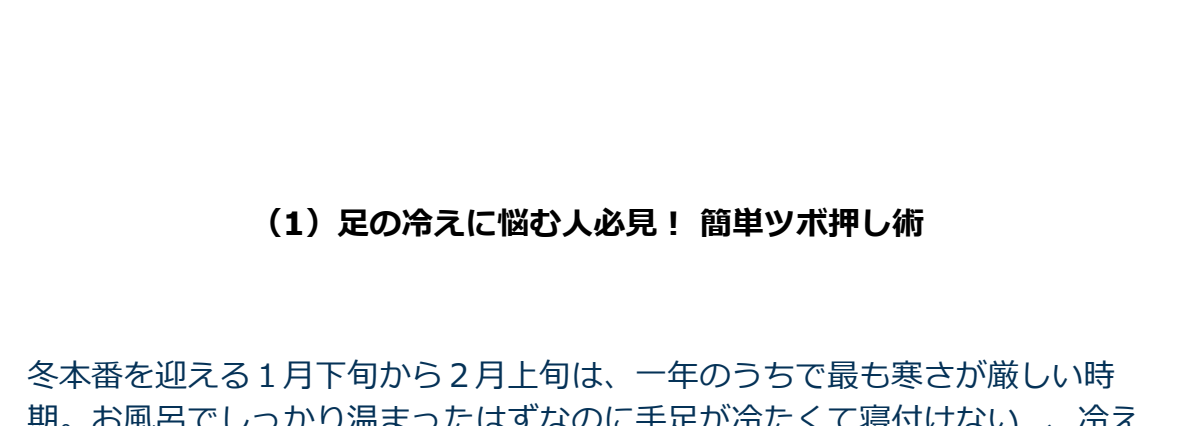 （1）足の冷えに悩む人必見！ 簡単ツボ押し術
冬本番を迎える１月下旬から２月上旬は、一年のうちで最も寒さが厳しい時
期。お風呂でしっかり温まったはずなのに手足が冷たくて寝付けない、冷え